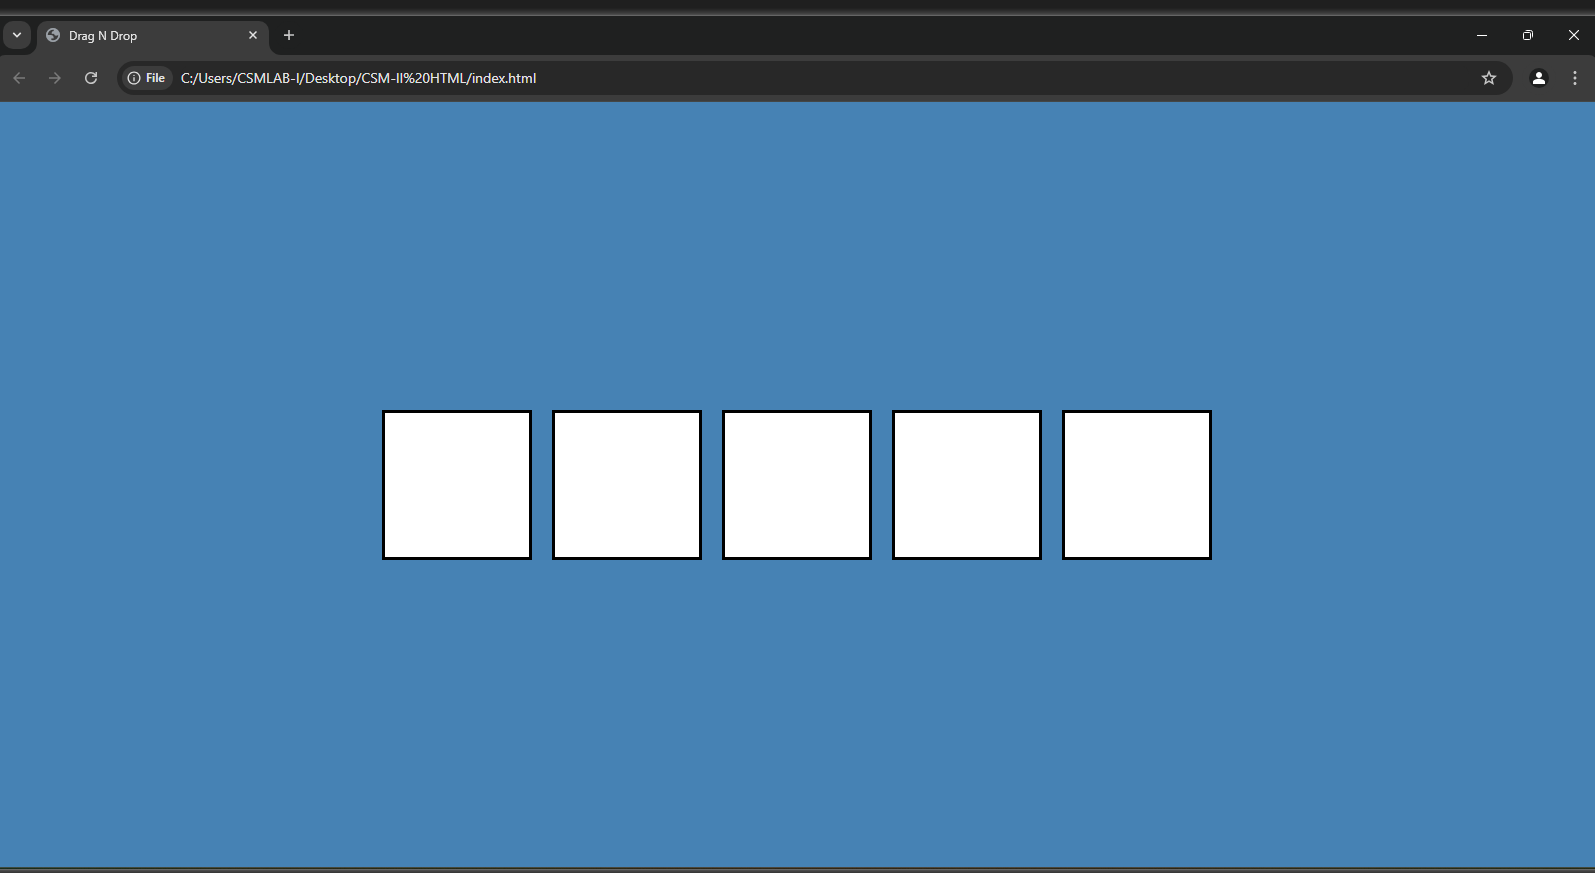 Drag N Drop
File C:/Users/CSMLAB-I/Desktop/CSM-II%20HTML/index.html